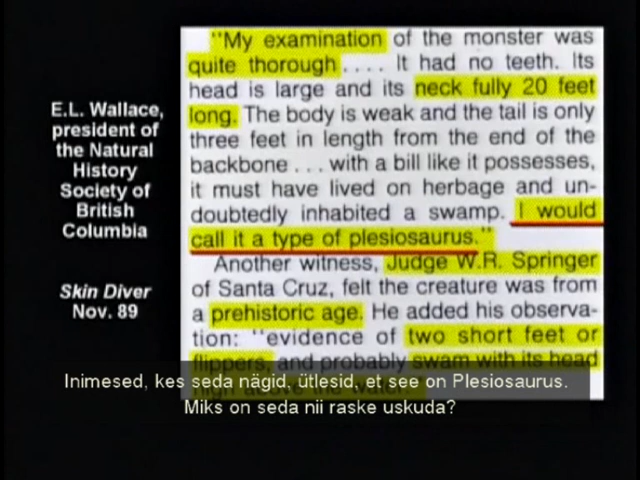 E.L. Wallace,
president of
the Natural
History
Society of
British
Columbia
Skin Diver
Nov. 89
"My examination of the monster was
quite thorough .... It had no teeth. Its
head is large and its neck fully 20 feet
long. The body is weak and the tail is only
three feet in length from the end of the
backbone ... with a bill like it possesses,
it must have lived on herbage and un-
doubtedly inhabited a swamp. I would
call it a type of plesiosaurus."
Another witness, Judge W.R. Springer
of Santa Cruz, felt the creature was from
a prehistoric age. He added his observa-
tion: "evidence of two short feet or
flippers, and probably swam with its head
high above the water."
Inimesed, kes seda nägid, ütlesid, et see on Plesiosaurus.
Miks on seda nii raske uskuda?